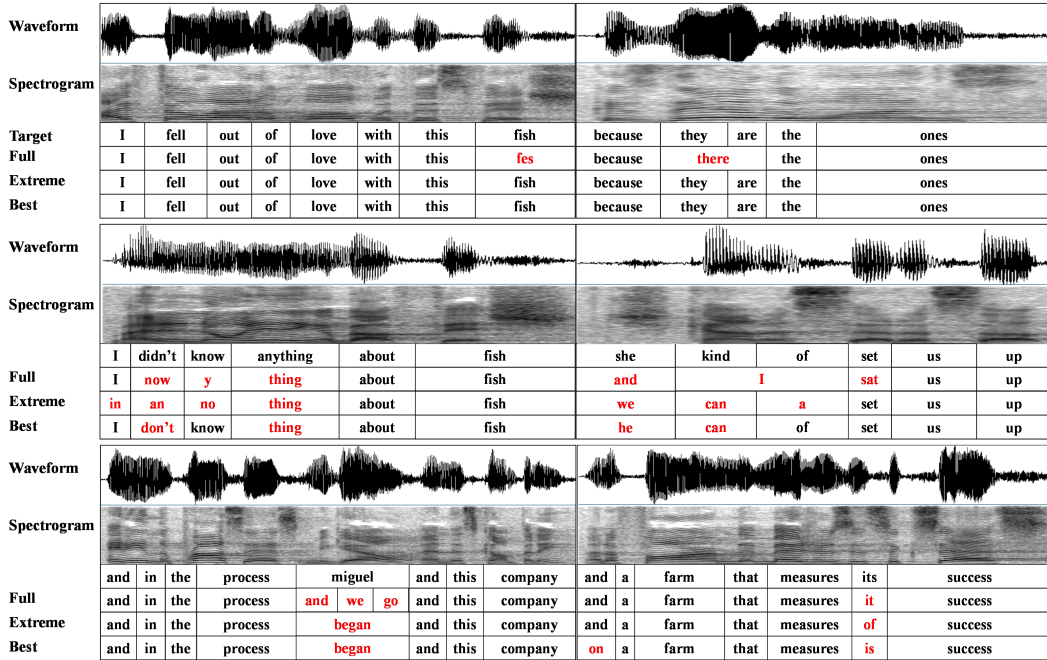 Waveform
Spectrogram
Target I fell out of love with this fish because they are the ones
Full I fell out of love with this fes because there the ones
Extreme I fell out of love with this fish because they are the ones
Best I fell out of love with this fish because they are the ones
Waveform
Spectrogram
I didn't know anything about fish she kind of set us up
Full I now y thing about fish and I sat us up
Extreme in an no thing about fish we can a set us up
Best I don't know thing about fish he can of set us up
Waveform
Spectrogram
and in the process miguel and this company and a farm that measures its success
Full and in the process and we go and this company and a farm that measures it success
Extreme and in the process began and this company and a farm that measures of success
Best and in the process began and this company on a farm that measures is success